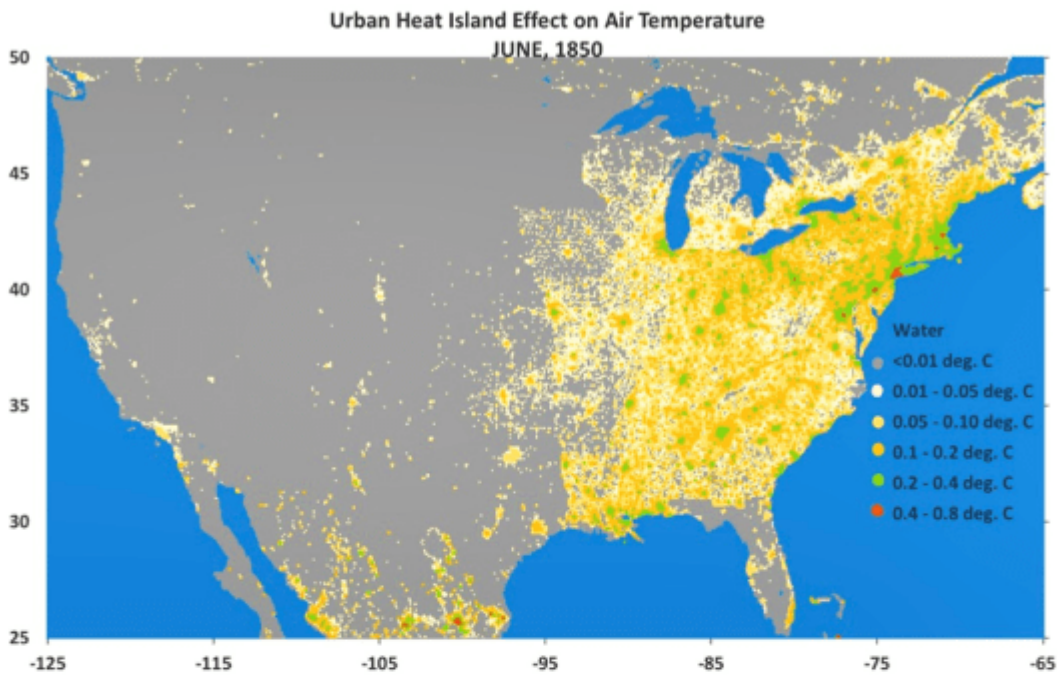 Urban Heat Island Effect on Air Temperature
JUNE, 1850
50
45
40
35
30
25
Water
<0.01 deg. C
0.01 - 0.05 deg. C
0.05 - 0.10 deg. C
0.1 - 0.2 deg. C
0.2 - 0.4 deg. C
0.4 - 0.8 deg. C
-125 -115 -105 -95 -85 -75 -65